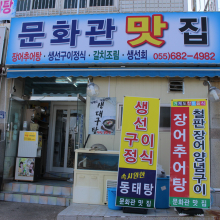 문화관 맛집
장어추어탕 · 생선구이정식 · 갈치조림 · 생선회 055)682-4982
생선구이정식
속시원한
동태탕
문화관 맛집
철판장어양념구이
장어추어탕
문화관 맛집